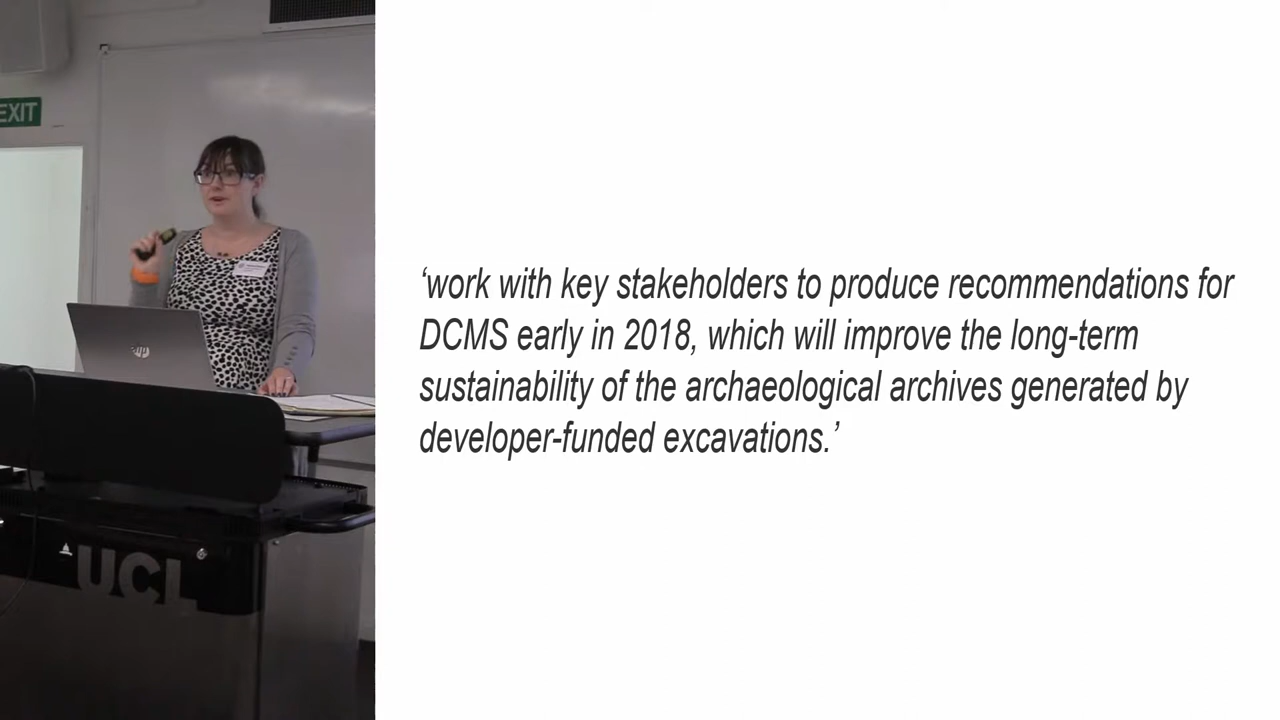 EXIT
hp
UCL
‘work with key stakeholders to produce recommendations for
DCMS early in 2018, which will improve the long-term
sustainability of the archaeological archives generated by
developer-funded excavations.’